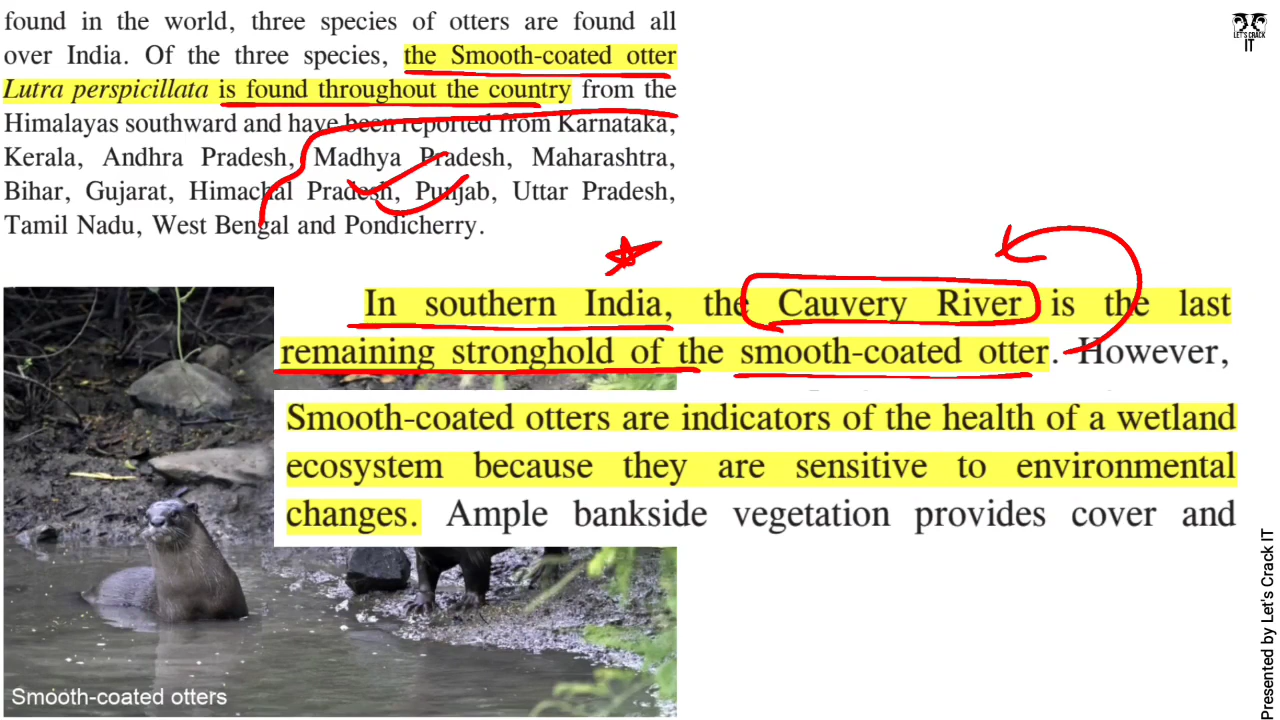 found in the world, three species of otters are found all
over India. Of the three species, the Smooth-coated otter
Lutra perspicillata is found throughout the country from the
Himalayas southward and have been reported from Karnataka,
Kerala, Andhra Pradesh, Madhya Pradesh, Maharashtra,
Bihar, Gujarat, Himachal Pradesh, Punjab, Uttar Pradesh,
Tamil Nadu, West Bengal and Pondicherry.
LET'S CRACK
IT
In southern India, the Cauvery River is the last
remaining stronghold of the smooth-coated otter. However,
Smooth-coated otters are indicators of the health of a wetland
ecosystem because they are sensitive to environmental
changes. Ample bankside vegetation provides cover and
Smooth-coated otters
Presented by Let's Crack IT